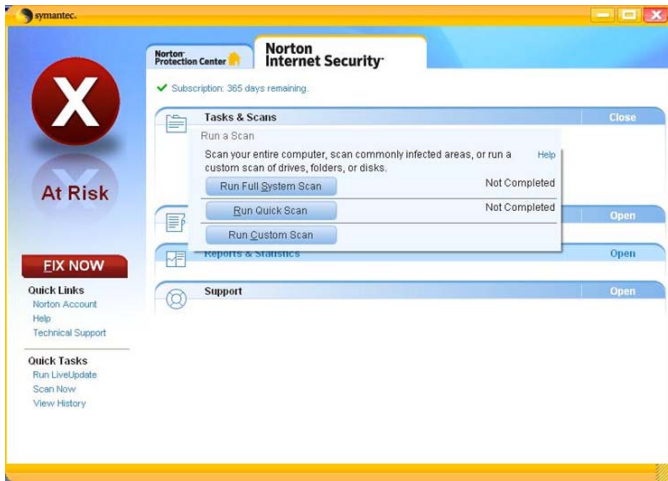 symantec.
Norton
Protection Center
Norton
Internet Security
Subscription: 365 days remaining.
X
At Risk
FIX NOW
Quick Links
Norton Account
Help
Technical Support
Quick Tasks
Run LiveUpdate
Scan Now
View History
Tasks & Scans Close
Run a Scan
Scan your entire computer, scan commonly infected areas, or run a Help
custom scan of drives, folders, or disks.
Run Full System Scan Not Completed
Run Quick Scan Not Completed
Run Custom Scan
Open
Reports & Statistics Open
Support Open